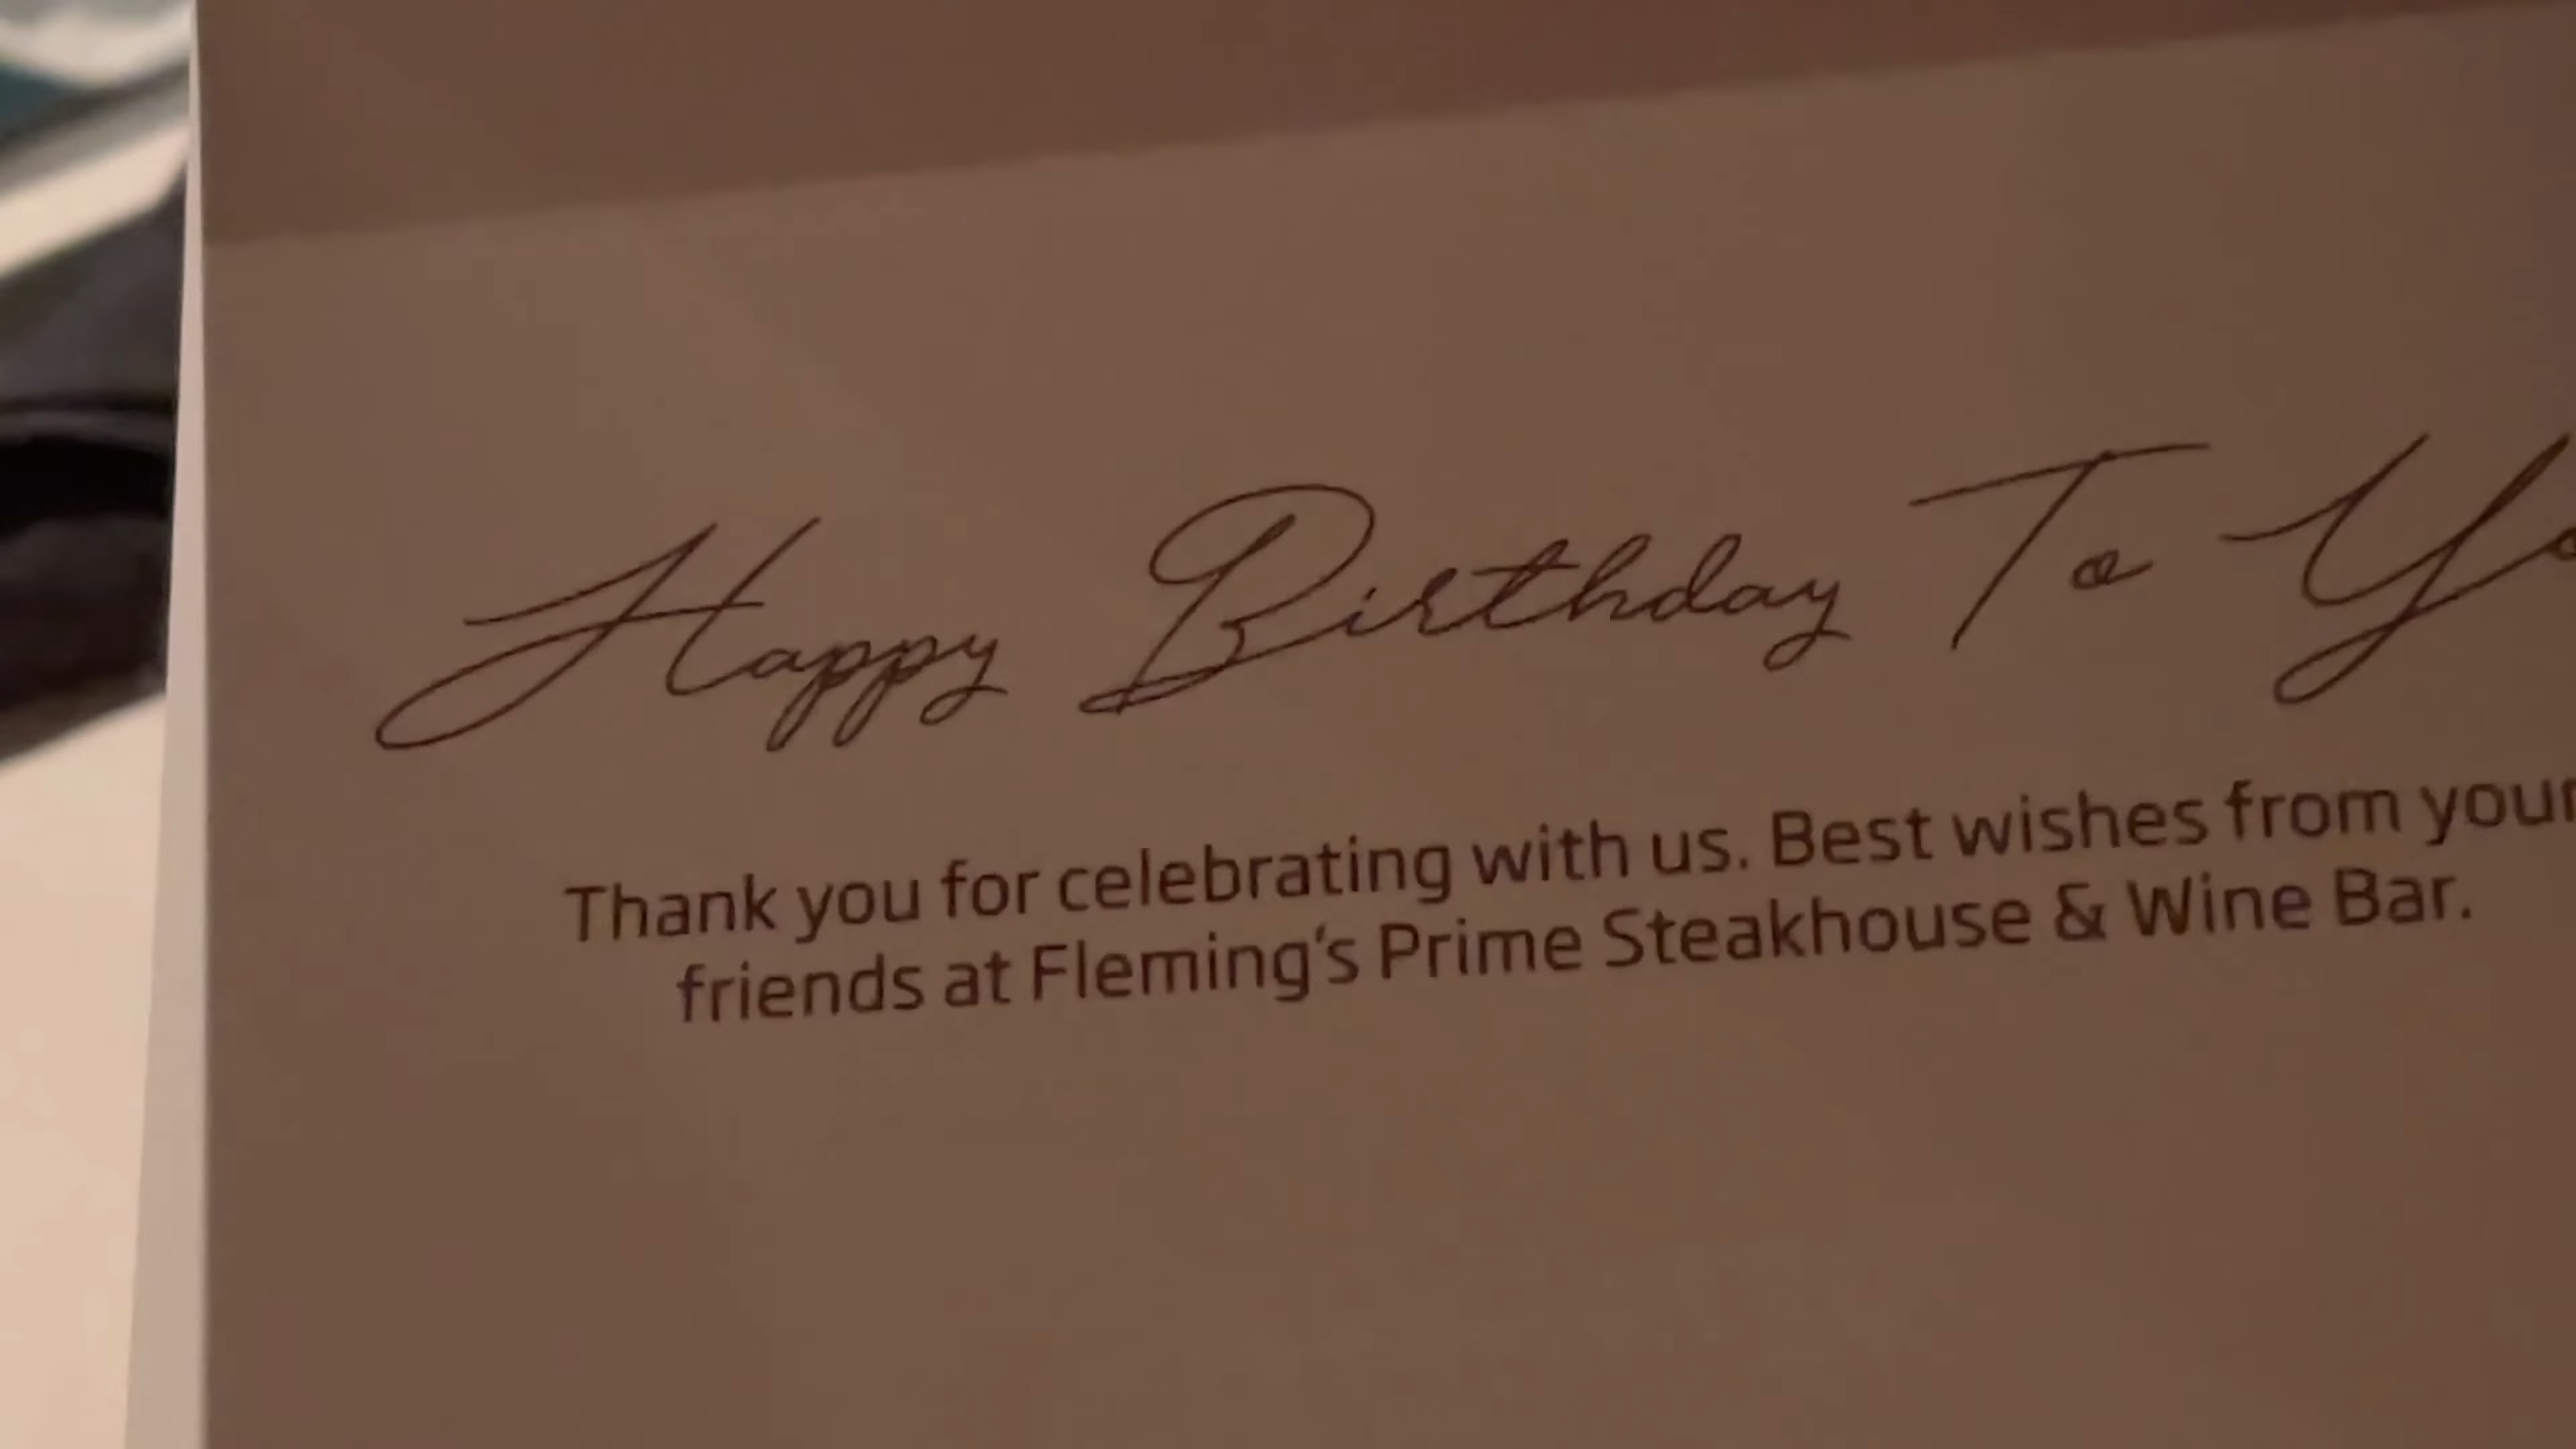 Happy Birthday To Yo
Thank you for celebrating with us. Best wishes from your
friends at Fleming's Prime Steakhouse & Wine Bar.